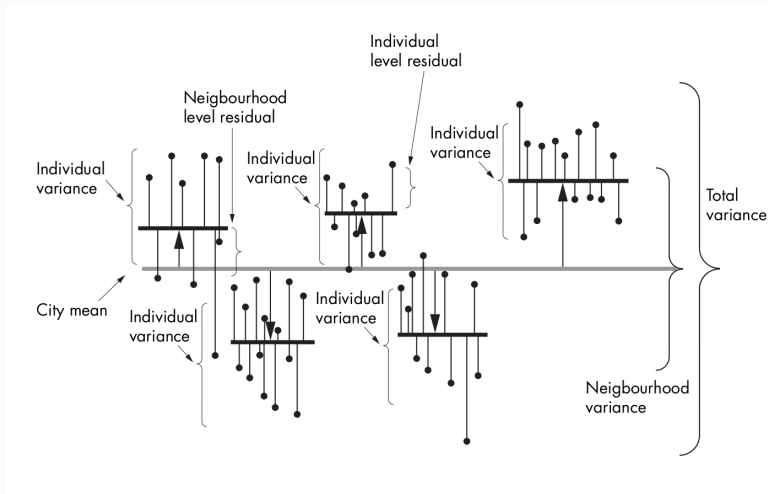 Individual
level residual
Neigbourhood
level residual
Individual
variance
Individual
variance
Individual
variance
Total
variance
City mean
Individual
variance
Individual
variance
Neigbourhood
variance